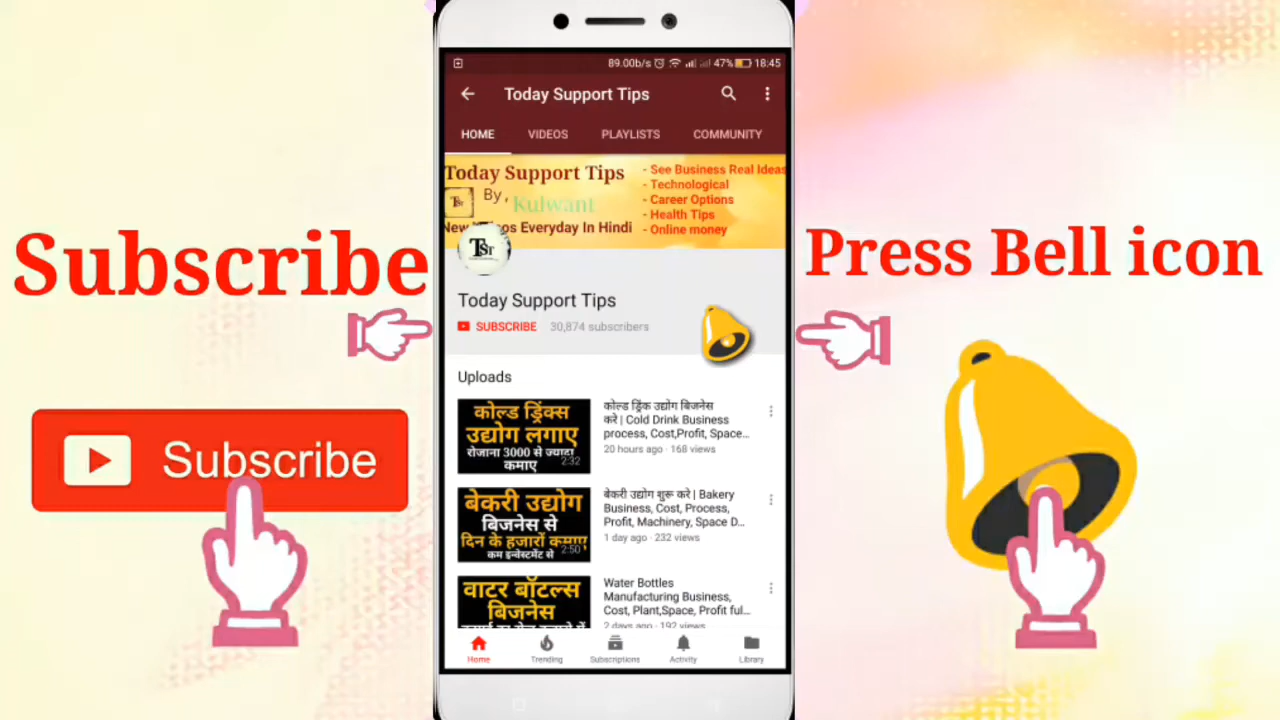 89.00b/s 47% 18:45
Today Support Tips
HOME VIDEOS PLAYLISTS COMMUNITY
Today Support Tips
By, Kulwant
Everyday In Hindi
- See Business Real Ideas
- Technological
- Career Options
- Health Tips
- Online money
TST
TST
Subscribe
Press Bell icon
Today Support Tips
SUBSCRIBE 30,874 subscribers
Subscribe
Uploads
कोल्ड ड्रिंक्स
उद्योग लगाए
रोजाना 3000 से ज्यादा
कमाए
2:32
कोल्ड ड्रिंक उद्योग बिजनेस
करे | Cold Drink Business
process, Cost,Profit, Space...
20 hours ago · 168 views
बेकरी उद्योग
बिजनेस से
दिन के हजारों कमाए
कम इन्वेस्टमेंट से
2:50
बेकरी उद्योग शुरू करे | Bakery
Business, Cost, Process,
Profit, Machinery, Space D...
1 day ago · 232 views
वाटर बॉटल्स
बिजनेस
Water Bottles
Manufacturing Business,
Cost, Plant,Space, Profit ful...
2 days ago · 192 views
Home Trending Subscriptions Activity Library